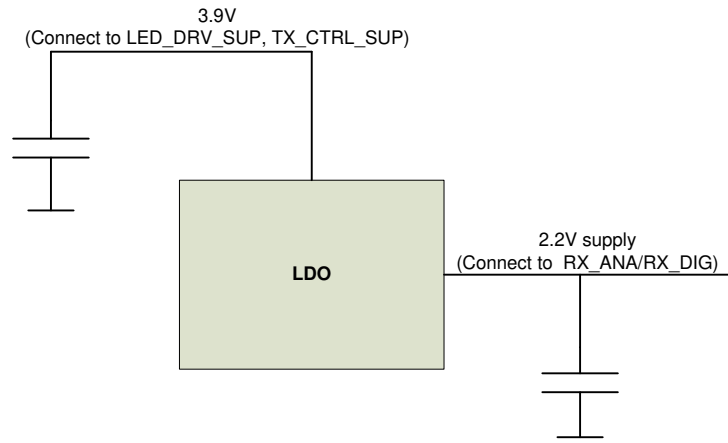 3.9V
(Connect to LED_DRV_SUP, TX_CTRL_SUP)
LDO
2.2V supply
(Connect to  RX_ANA/RX_DIG)